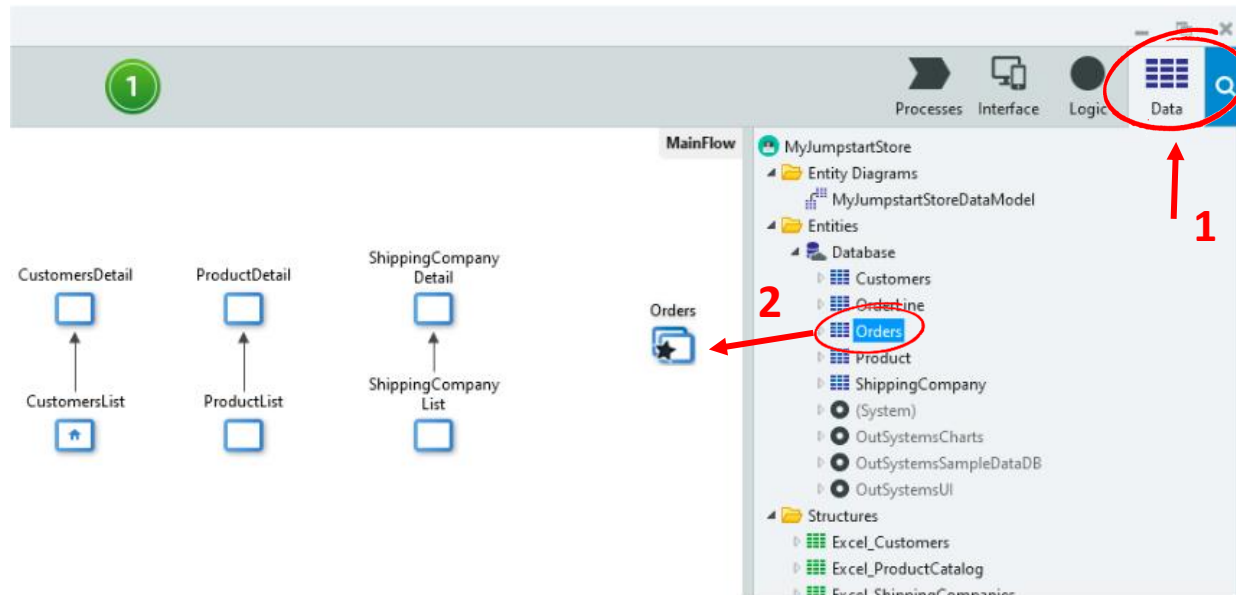 1
Processes
Interface
Logic
Data
MainFlow
MyJumpstartStore
Entity Diagrams
MyJumpstartStoreDataModel
1
Entities
Database
CustomersDetail
ProductDetail
ShippingCompany
Detail
Customers
OrderLine
Orders
2
Orders
Product
CustomersList
ProductList
ShippingCompany
List
ShippingCompany
(System)
OutSystemsCharts
OutSystemsSampleDataDB
OutSystemsUI
Structures
Excel_Customers
Excel_ProductCatalog
Excel_ShippingCompanies